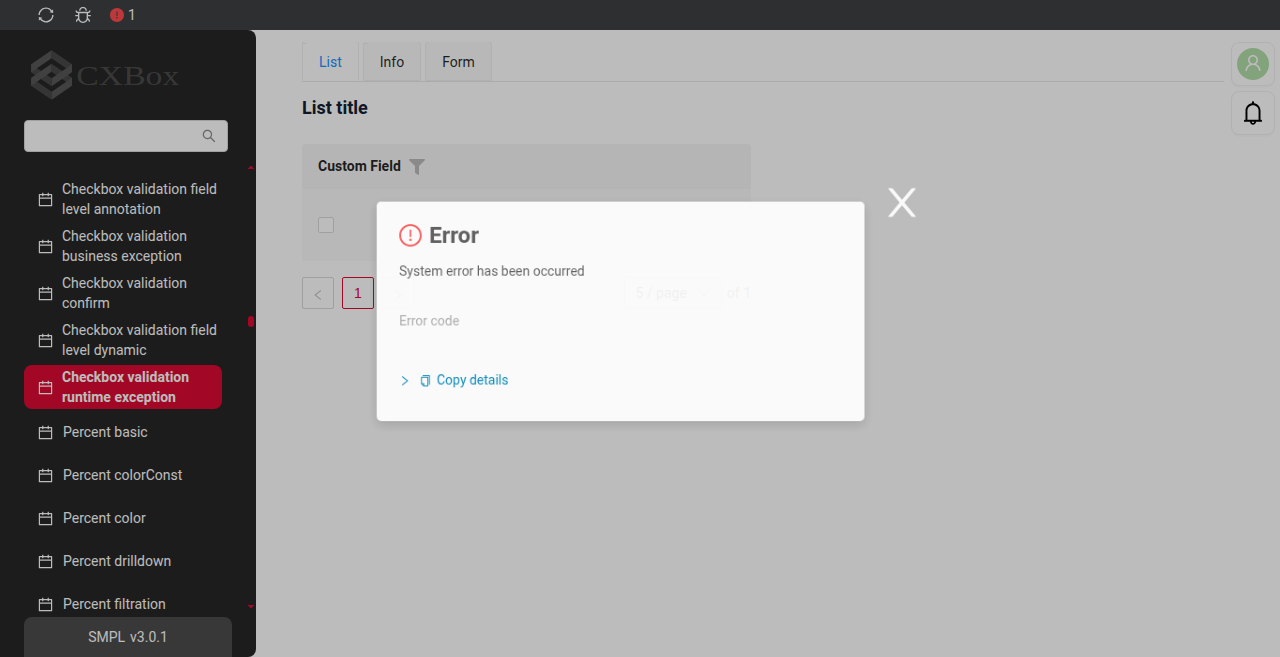 1
CXBox
Checkbox validation field
level annotation
Checkbox validation
business exception
Checkbox validation
confirm
Checkbox validation field
level dynamic
Checkbox validation
runtime exception
Percent basic
Percent colorConst
Percent color
Percent drilldown
Percent filtration
SMPL v3.0.1
List Info Form
List title
Custom Field
1
5 / page of 1
Error
System error has been occurred
Error code
Copy details